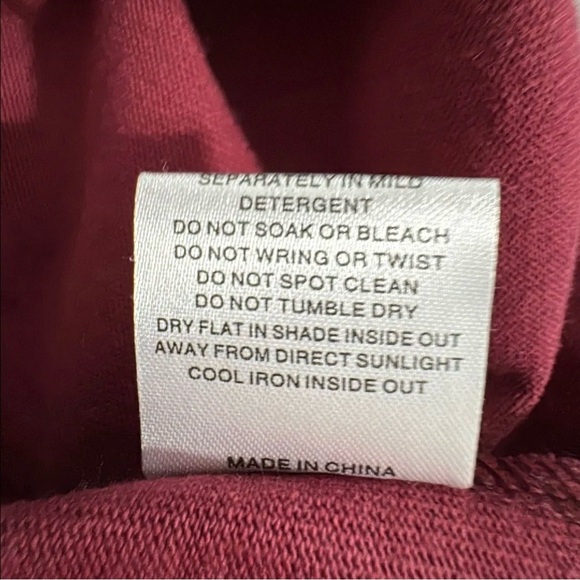 SEPARATELY IN MILD
DETERGENT
DO NOT SOAK OR BLEACH
DO NOT WRING OR TWIST
DO NOT SPOT CLEAN
DO NOT TUMBLE DRY
DRY FLAT IN SHADE INSIDE OUT
AWAY FROM DIRECT SUNLIGHT
COOL IRON INSIDE OUT
MADE IN CHINA